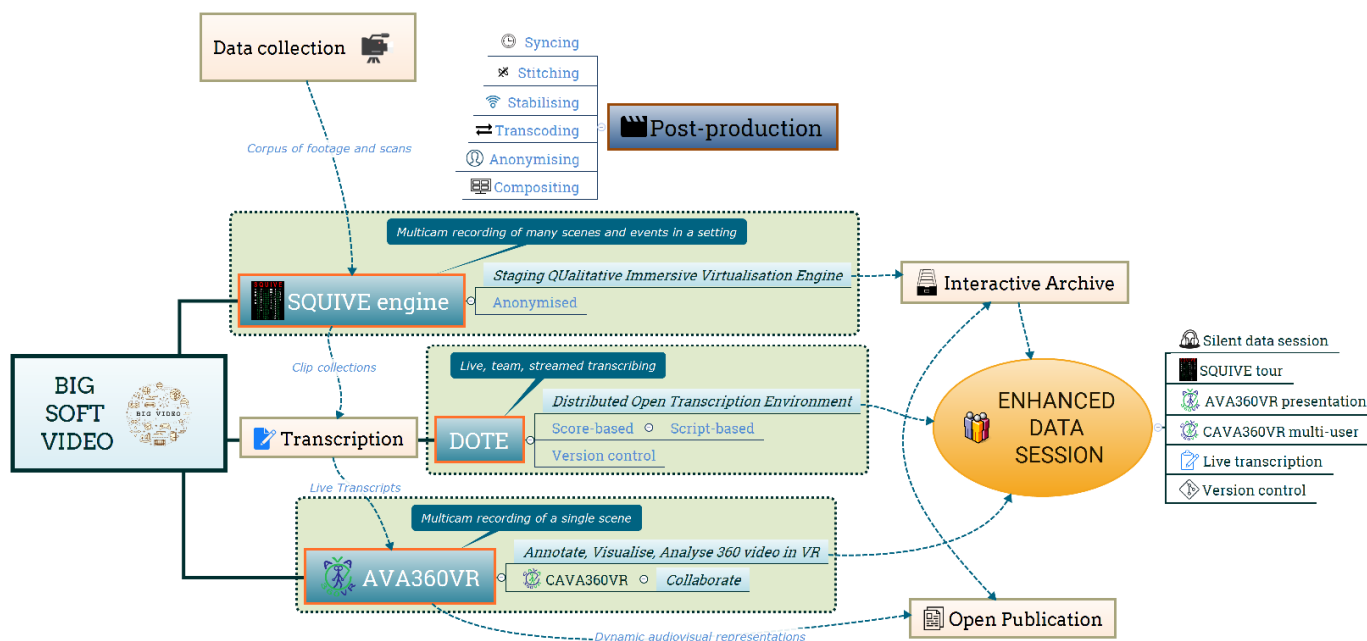 Data collection
Syncing
Stitching
Stabilising
Transcoding
Anonymising
Compositing
Post-production
Corpus of footage and scans
Multicam recording of many scenes and events in a setting
Staging QUalitative Immersive Virtualisation Engine
SQUIVE
SQUIVE engine
Anonymised
Interactive Archive
BIG
SOFT
VIDEO
BIG VIDEO
Clip collections
Live, team, streamed transcribing
Distributed Open Transcription Environment
Transcription
DOTE
Score-based
Script-based
Version control
ENHANCED
DATA
SESSION
Silent data session
SQUIVE tour
AVA360VR presentation
CAVA360VR multi-user
Live transcription
Version control
Live Transcripts
Multicam recording of a single scene
Annotate, Visualise, Analyse 360 video in VR
AVA360VR
CAVA360VR
Collaborate
Open Publication
Dynamic audiovisual representations